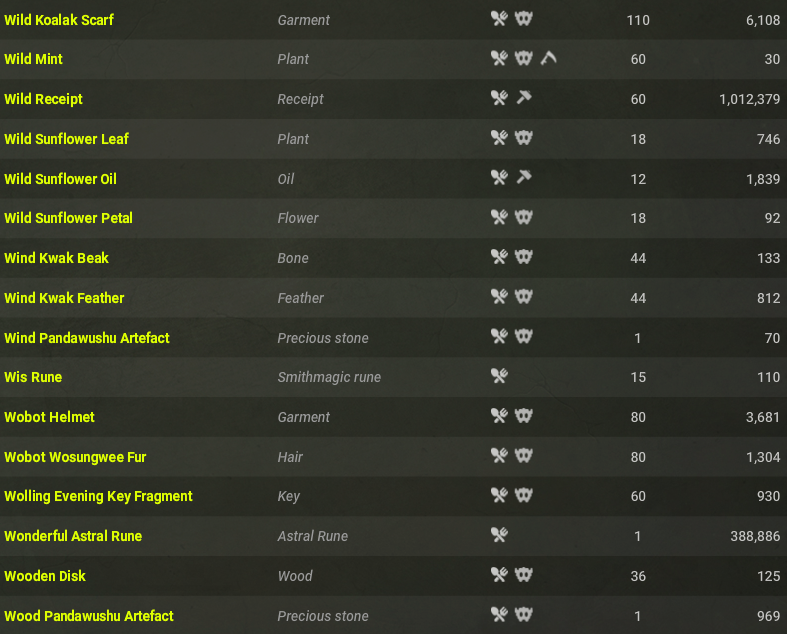 Wild Koalak Scarf Garment 110 6,108
Wild Mint Plant 60 30
Wild Receipt Receipt 60 1,012,379
Wild Sunflower Leaf Plant 18 746
Wild Sunflower Oil Oil 12 1,839
Wild Sunflower Petal Flower 18 92
Wind Kwak Beak Bone 44 133
Wind Kwak Feather Feather 44 812
Wind Pandawushu Artefact Precious stone 1 70
Wis Rune Smithmagic rune 15 110
Wobot Helmet Garment 80 3,681
Wobot Wosungwee Fur Hair 80 1,304
Wolling Evening Key Fragment Key 60 930
Wonderful Astral Rune Astral Rune 1 388,886
Wooden Disk Wood 36 125
Wood Pandawushu Artefact Precious stone 1 969